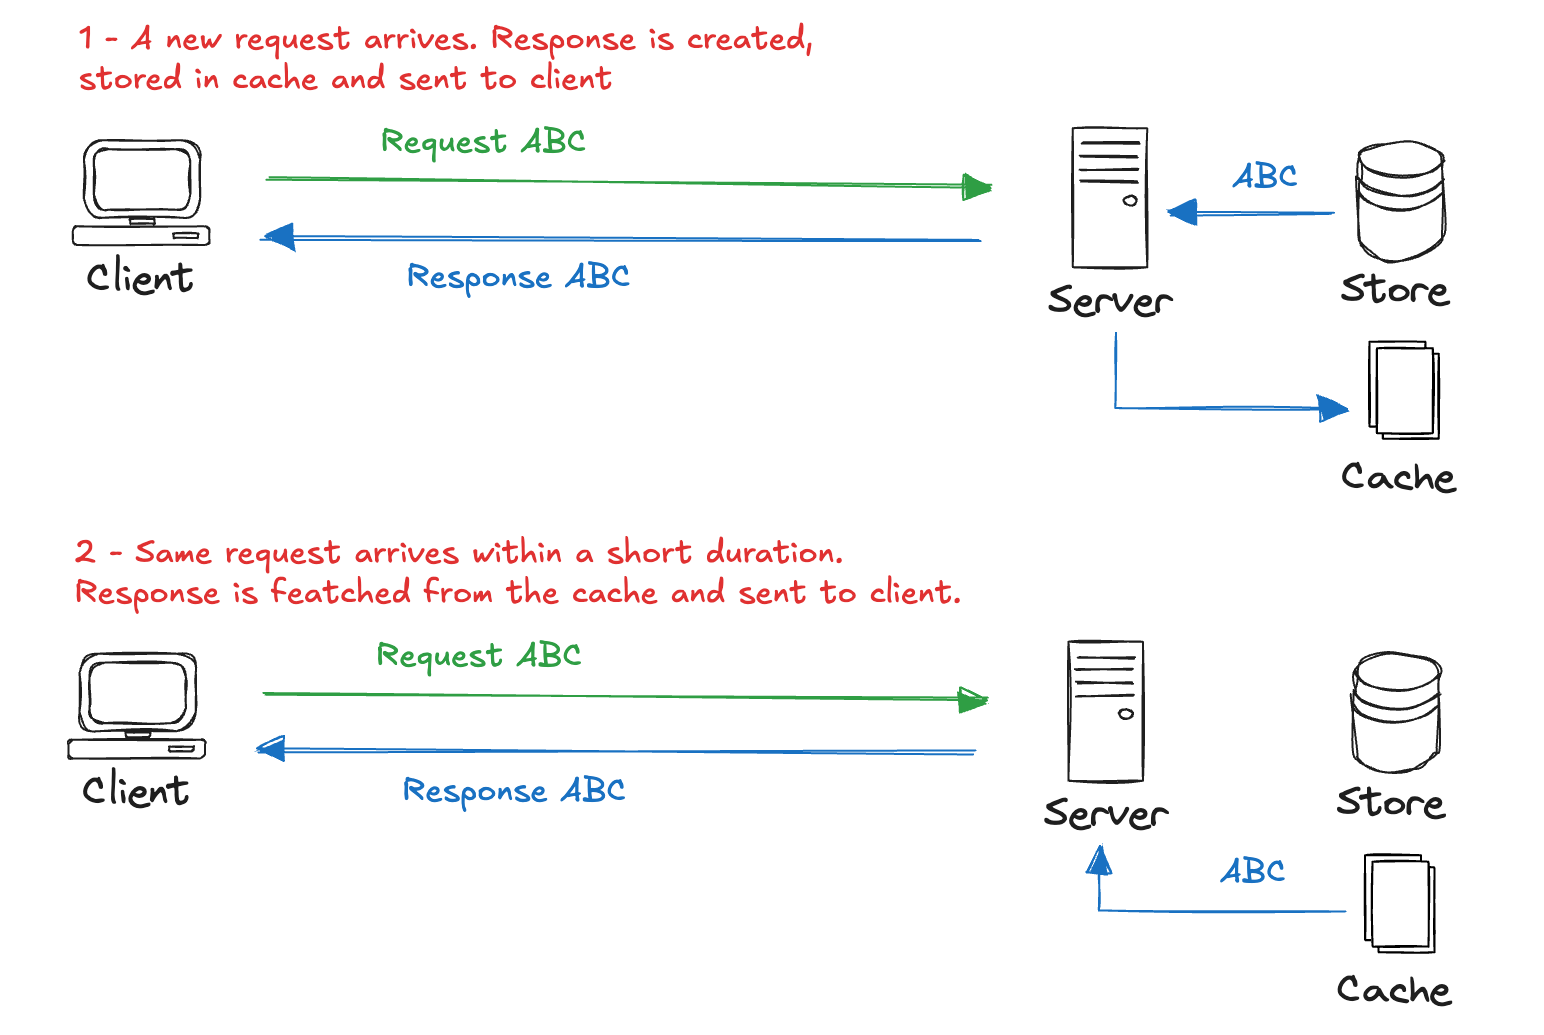 1 - A new request arrives. Response is created,
stored in cache and sent to client
Request ABC
ABC
Response ABC
Client
Server
Store
Cache
2 - Same request arrives within a short duration.
Response is featched from the cache and sent to client.
Request ABC
Response ABC
Client
Server
Store
ABC
Cache